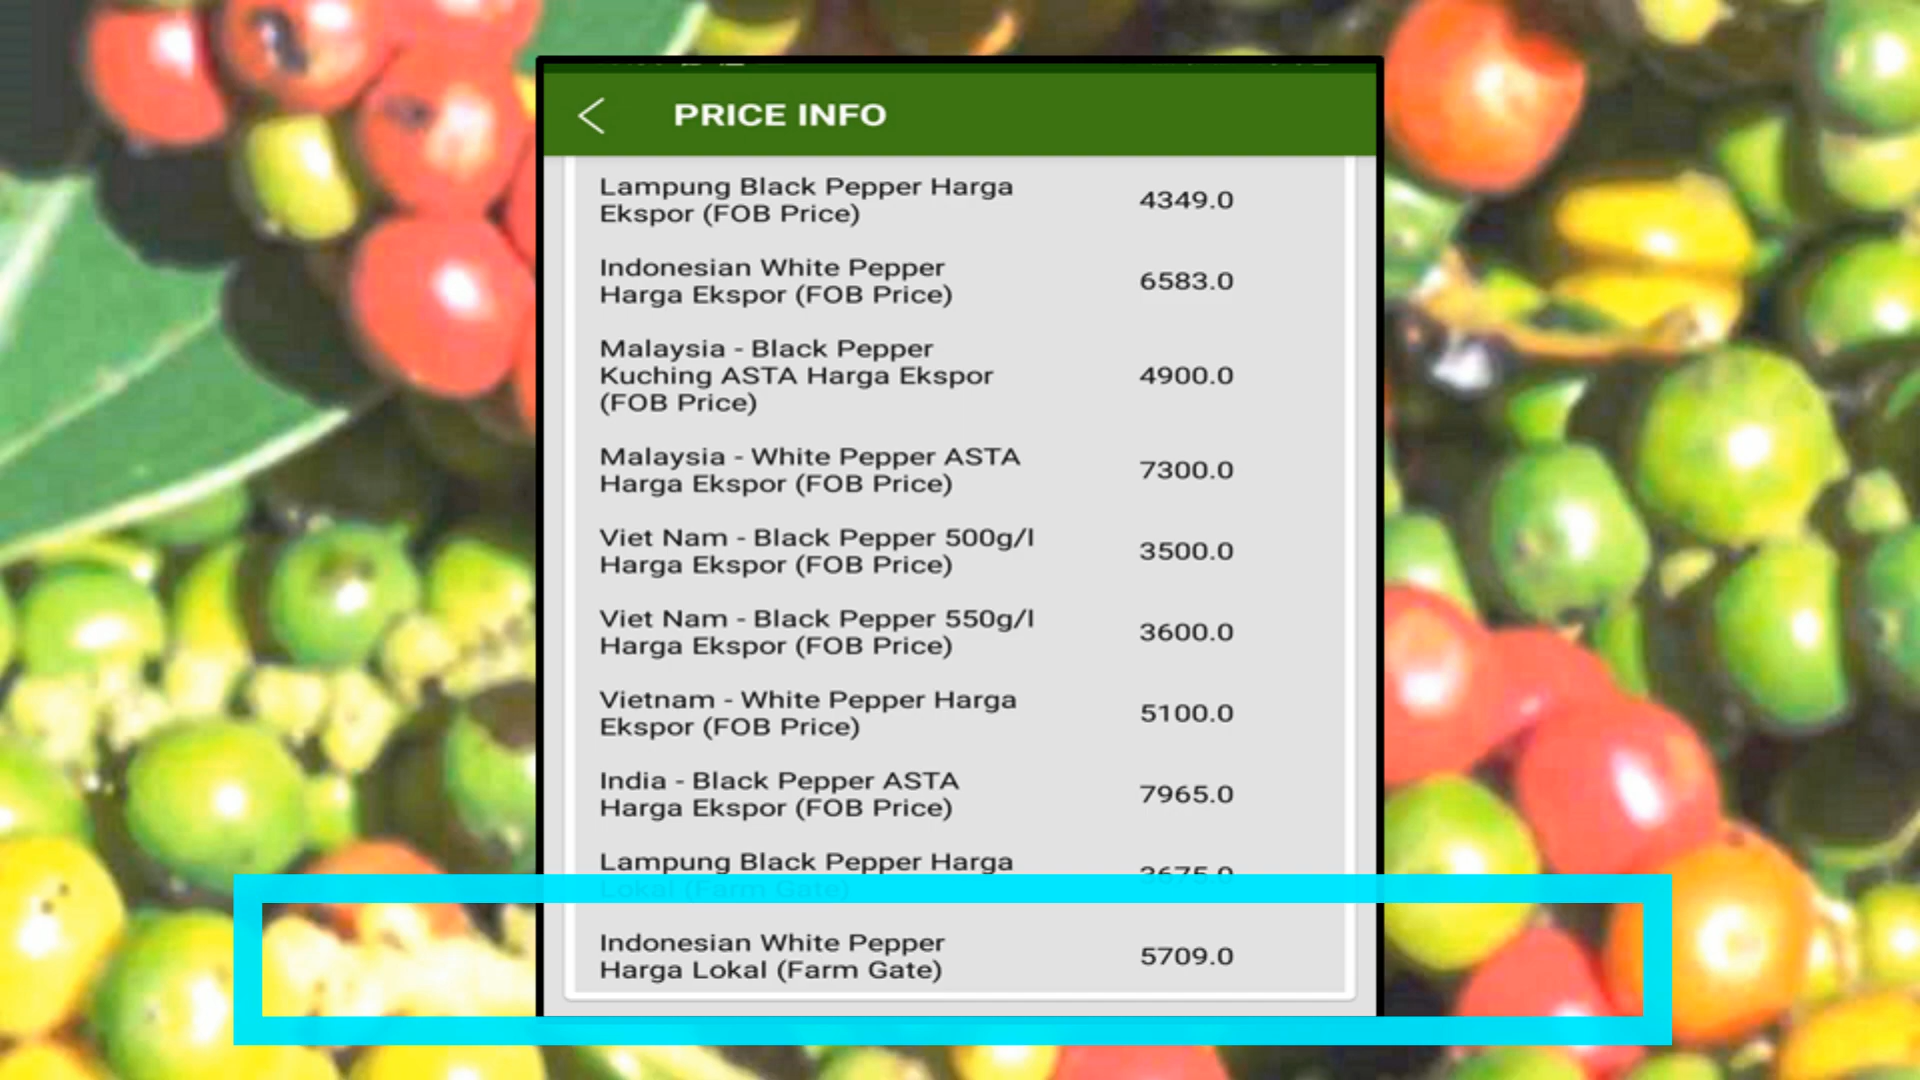 PRICE INFO
Lampung Black Pepper Harga
Ekspor (FOB Price)
4349.0
Indonesian White Pepper
Harga Ekspor (FOB Price)
6583.0
Malaysia - Black Pepper
Kuching ASTA Harga Ekspor
(FOB Price)
4900.0
Malaysia - White Pepper ASTA
Harga Ekspor (FOB Price)
7300.0
Viet Nam - Black Pepper 500g/l
Harga Ekspor (FOB Price)
3500.0
Viet Nam - Black Pepper 550g/l
Harga Ekspor (FOB Price)
3600.0
Vietnam - White Pepper Harga
Ekspor (FOB Price)
5100.0
India - Black Pepper ASTA
Harga Ekspor (FOB Price)
7965.0
Lampung Black Pepper Harga
Lokal (Farm Gate)
3675.0
Indonesian White Pepper
Harga Lokal (Farm Gate)
5709.0